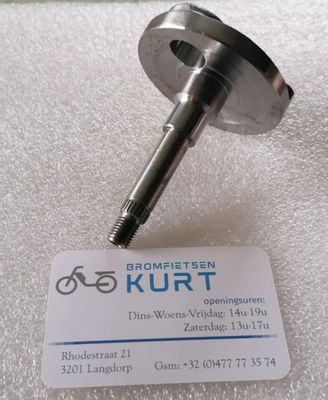 BROMFIETSEN
KURT
openingsuren:
Dins-Woens-Vrijdag: 14u-19u
Zaterdag: 13u-17u
Rhodestraat 21
3201 Langdorp
Gsm: +32 (0)477 77 35 74